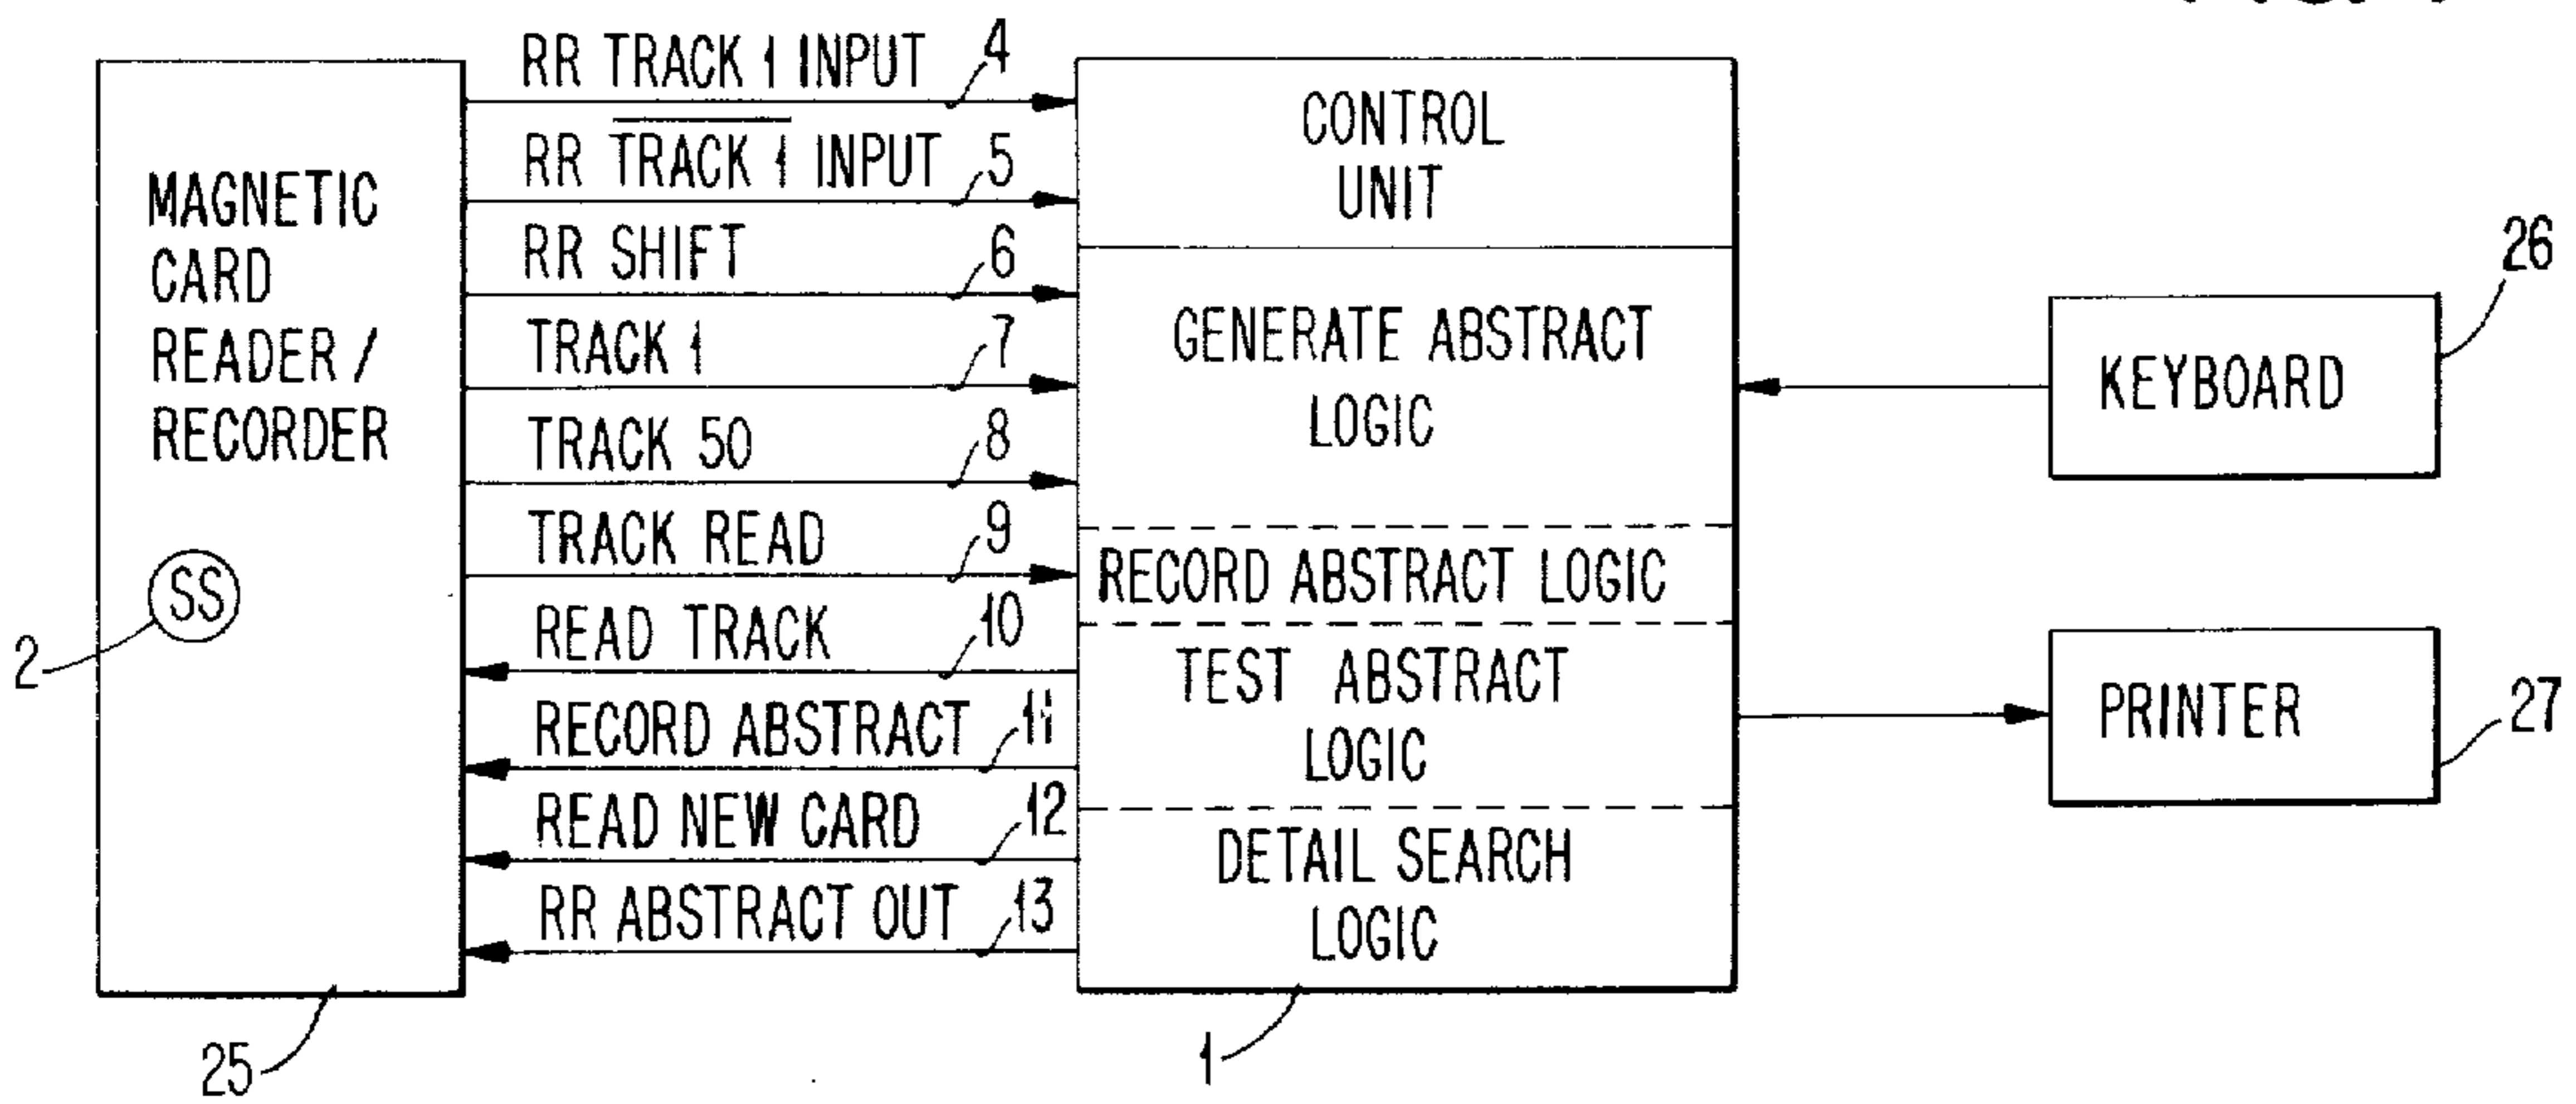 MAGNETIC
CARD
READER /
RECORDER
SS
2
25
RR TRACK 1 INPUT 4
RR T̅R̅A̅C̅K̅ ̅1̅ INPUT 5
RR SHIFT 6
TRACK 1 7
TRACK 50 8
TRACK READ 9
READ TRACK 10
RECORD ABSTRACT 11
READ NEW CARD 12
RR ABSTRACT OUT 13
CONTROL
UNIT
GENERATE ABSTRACT
LOGIC
RECORD ABSTRACT LOGIC
TEST ABSTRACT
LOGIC
DETAIL SEARCH
LOGIC
1
KEYBOARD
26
PRINTER
27